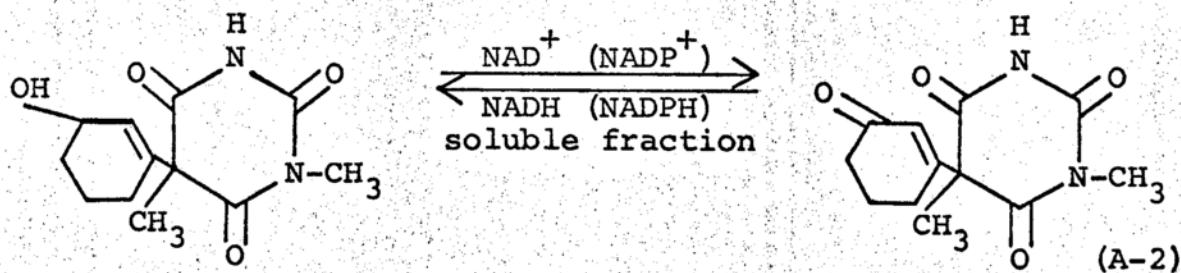 H
N
O
O
OH
N-CH3
CH3
O
NAD+ (NADP+)
NADH (NADPH)
soluble fraction
H
N
O
O
O
N-CH3
CH3
O
(A-2)